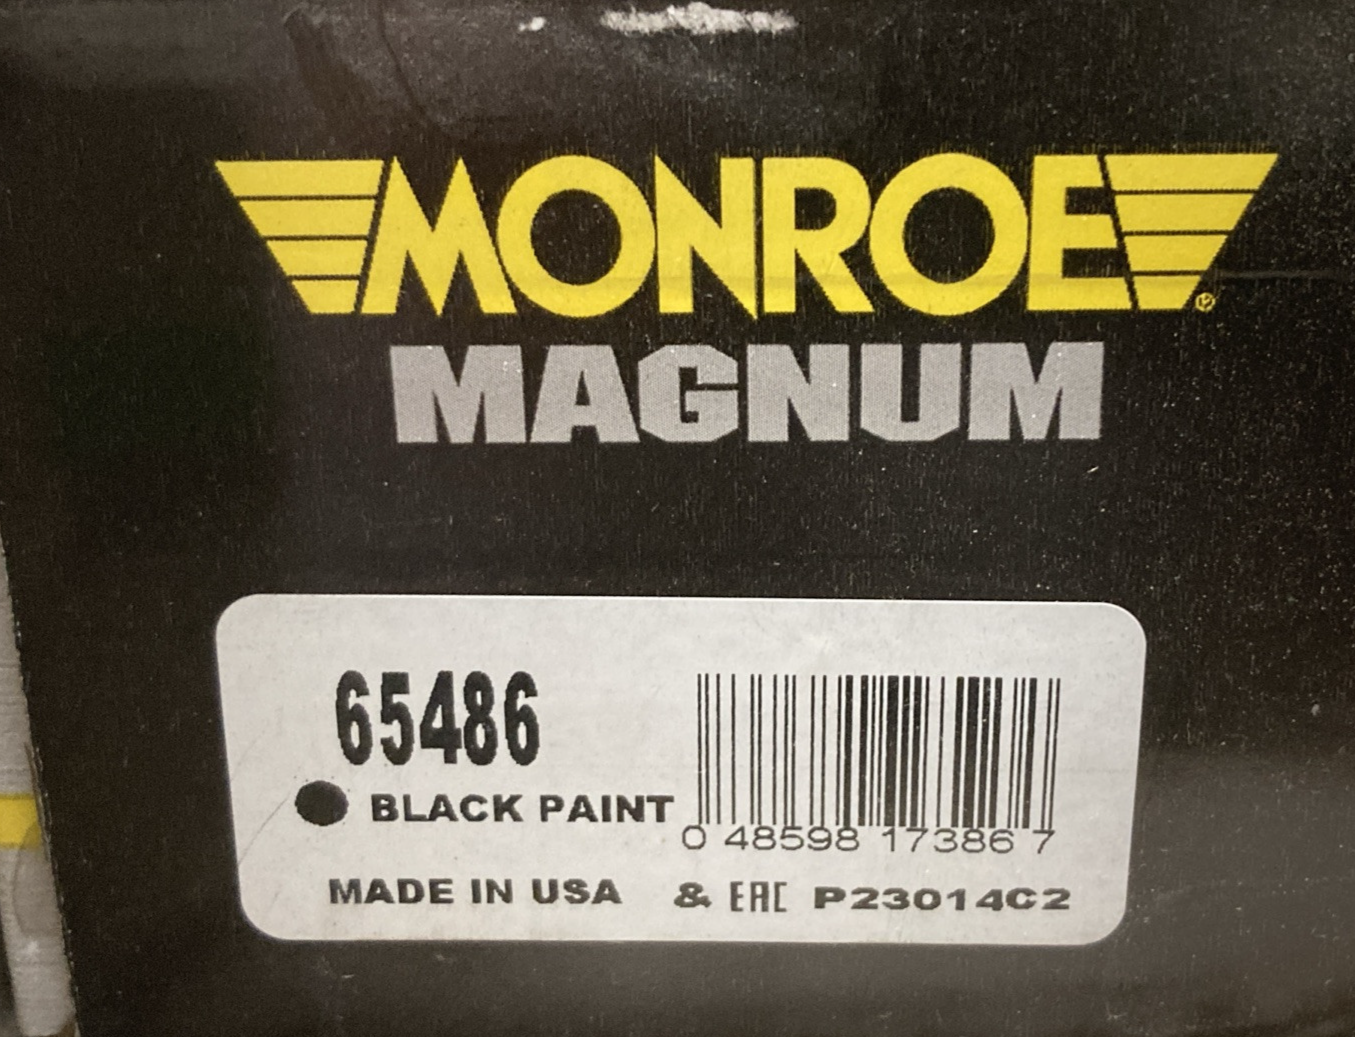 MONROE®
MAGNUM
65486
BLACK PAINT
0 48598 17386 7
MADE IN USA & EAC P23014C2